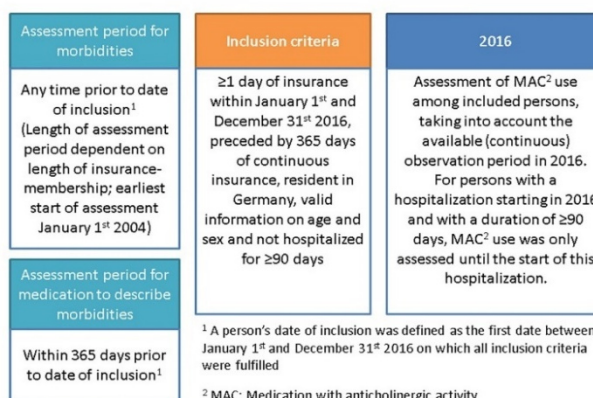 Assessment period for
morbidities
Any time prior to date
of inclusion¹
(Length of assessment
period dependent on
length of insurance-
membership; earliest
start of assessment
January 1ˢᵗ 2004)
Assessment period for
medication to describe
morbidities
Within 365 days prior
to date of inclusion¹
Inclusion criteria
≥1 day of insurance
within January 1ˢᵗ and
December 31ˢᵗ 2016,
preceded by 365 days
of continuous
insurance, resident in
Germany, valid
information on age and
sex and not hospitalized
for ≥90 days
2016
Assessment of MAC² use
among included persons,
taking into account the
available (continuous)
observation period in 2016.
For persons with a
hospitalization starting in 2016
and with a duration of ≥90
days, MAC² use was only
assessed until the start of this
hospitalization.
¹ A person's date of inclusion was defined as the first date between
January 1ˢᵗ and December 31ˢᵗ 2016 on which all inclusion criteria
were fulfilled
² MAC: Medication with anticholinergic activity